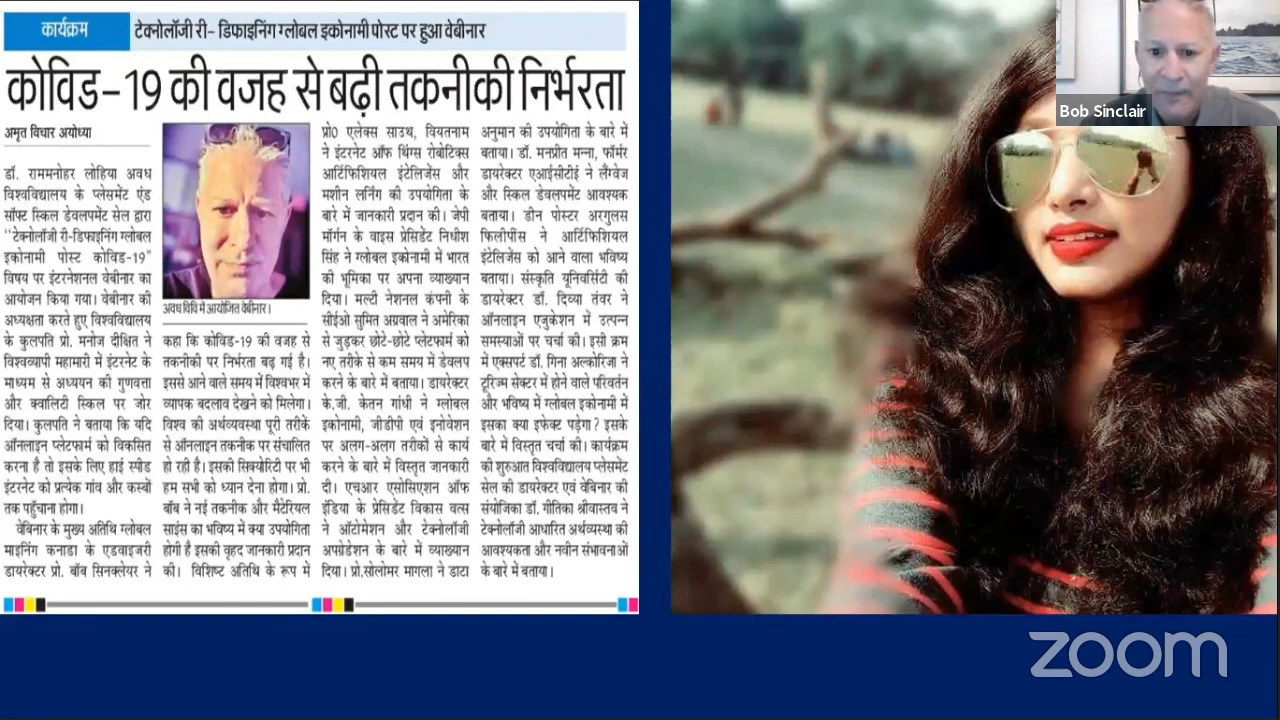 कार्यक्रम
टेक्नोलॉजी री- डिफाइनिंग ग्लोबल इकोनामी पोस्ट पर हुआ वेबीनार
कोविड-19 की वजह से बढ़ी तकनीकी निर्भरता
अमृत विचार अयोध्या
डॉ. राममनोहर लोहिया अवध
विश्वविद्यालय के प्लेसमेंट एंड
सॉफ्ट स्किल डेवलपमेंट सेल द्वारा
“टेक्नोलॉजी री-डिफाइनिंग ग्लोबल
इकोनामी पोस्ट कोविड-19”
विषय पर इंटरनेशनल वेबीनार का
आयोजन किया गया। वेबीनार की
अध्यक्षता करते हुए विश्वविद्यालय
के कुलपति प्रो. मनोज दीक्षित ने
विश्वव्यापी महामारी में इंटरनेट के
माध्यम से अध्ययन की गुणवत्ता
और क्वालिटी स्किल पर जोर
दिया। कुलपति ने बताया कि यदि
ऑनलाइन प्लेटफार्म को विकसित
करना है तो इसके लिए हाई स्पीड
इंटरनेट को प्रत्येक गांव और कस्बों
तक पहुँचाना होगा।
वेबिनार के मुख्य अतिथि ग्लोबल
माइनिंग कनाडा के एडवाइजरी
डायरेक्टर प्रो. बॉब सिनक्लेयर ने
अवध विवि में आयोजित वेबीनार।
कहा कि कोविड-19 की वजह से
तकनीकी पर निर्भरता बढ़ गई है।
इससे आने वाले समय में विश्वभर में
व्यापक बदलाव देखने को मिलेगा।
विश्व की अर्थव्यवस्था पूरी तरीके
से ऑनलाइन तकनीक पर संचालित
हो रही है। इसकी सिक्योरिटी पर भी
हम सभी को ध्यान देना होगा। प्रो.
बॉब ने नई तकनीक और मैटेरियल
साइंस का भविष्य में क्या उपयोगिता
होगी है इसकी वृहद जानकारी प्रदान
की। विशिष्ट अतिथि के रूप में
प्रो0 एलेक्स साउथ, वियतनाम
ने इंटरनेट ऑफ थिंग्स रोबोटिक्स
आर्टिफिशियल इंटेलिजेंस और
मशीन लर्निंग की उपयोगिता के
बारे में जानकारी प्रदान की। जेपी
मॉर्गन के वाइस प्रेसिडेंट निधीश
सिंह ने ग्लोबल इकोनामी में भारत
की भूमिका पर अपना व्याख्यान
दिया। मल्टी नेशनल कंपनी के
सीईओ सुमित अग्रवाल ने अमेरिका
से जुड़कर छोटे-छोटे प्लेटफार्म को
नए तरीके से कम समय में डेवलप
करने के बारे में बताया। डायरेक्टर
के.जी. केतन गांधी ने ग्लोबल
इकोनामी, जीडीपी एवं इनोवेशन
पर अलग-अलग तरीकों से कार्य
करने के बारे में विस्तृत जानकारी
दी। एचआर एसोसिएशन ऑफ
इंडिया के प्रेसिडेंट विकास वत्स
ने ऑटोमेशन और टेक्नोलॉजी
अपग्रेडेशन के बारे में व्याख्यान
दिया। प्रो.सोलोमर मागला ने डाटा
अनुमान की उपयोगिता के बारे में
बताया। डॉ. मनप्रीत मन्ना, फॉर्मर
डायरेक्टर एआईसीटीई ने लैंग्वेज
और स्किल डेवलपमेंट आवश्यक
बताया। डीन पोस्टर अरगुलस
फिलीपींस ने आर्टिफिशियल
इंटेलिजेंस को आने वाला भविष्य
बताया। संस्कृति यूनिवर्सिटी की
डायरेक्टर डॉ. दिव्या तंवर ने
ऑनलाइन एजुकेशन में उत्पन्न
समस्याओं पर चर्चा की। इसी क्रम
में एक्सपर्ट डॉ. गिना अल्कोरिजा ने
टूरिज्म सेक्टर में होने वाले परिवर्तन
और भविष्य में ग्लोबल इकोनामी में
इसका क्या इफेक्ट पड़ेगा? इसके
बारे में विस्तृत चर्चा की। कार्यक्रम
की शुरुआत विश्वविद्यालय प्लेसमेंट
सेल की डायरेक्टर एवं वेबिनार की
संयोजिका डॉ. गीतिका श्रीवास्तव ने
टेक्नोलॉजी आधारित अर्थव्यवस्था की
आवश्यकता और नवीन संभावनाओं
के बारे में बताया।
Bob Sinclair
zoom